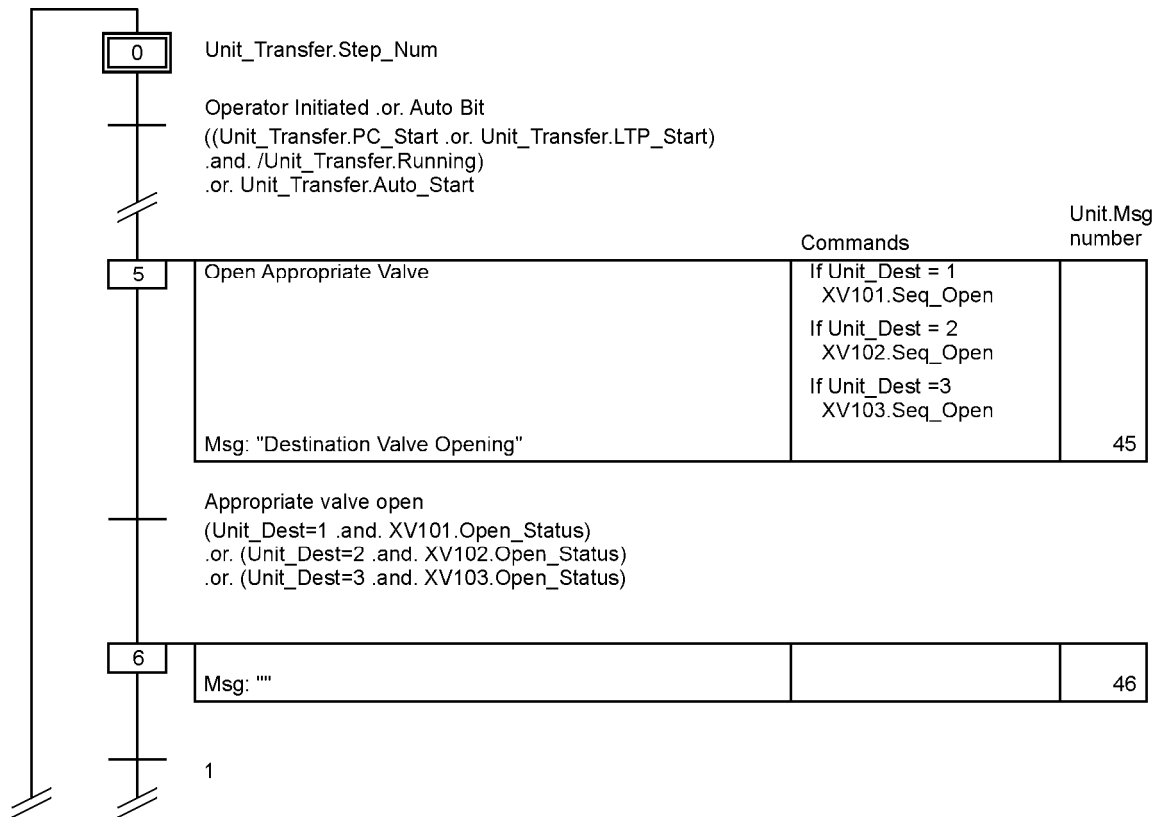 0
Unit_Transfer.Step_Num
Operator Initiated .or. Auto Bit
((Unit_Transfer.PC_Start .or. Unit_Transfer.LTP_Start)
.and. /Unit_Transfer.Running)
.or. Unit_Transfer.Auto_Start
Commands
Unit.Msg
number
5
Open Appropriate Valve
If Unit_Dest = 1
XV101.Seq_Open
If Unit_Dest = 2
XV102.Seq_Open
If Unit_Dest =3
XV103.Seq_Open
Msg: "Destination Valve Opening"
45
Appropriate valve open
(Unit_Dest=1 .and. XV101.Open_Status)
.or. (Unit_Dest=2 .and. XV102.Open_Status)
.or. (Unit_Dest=3 .and. XV103.Open_Status)
6
Msg: ""
46
1